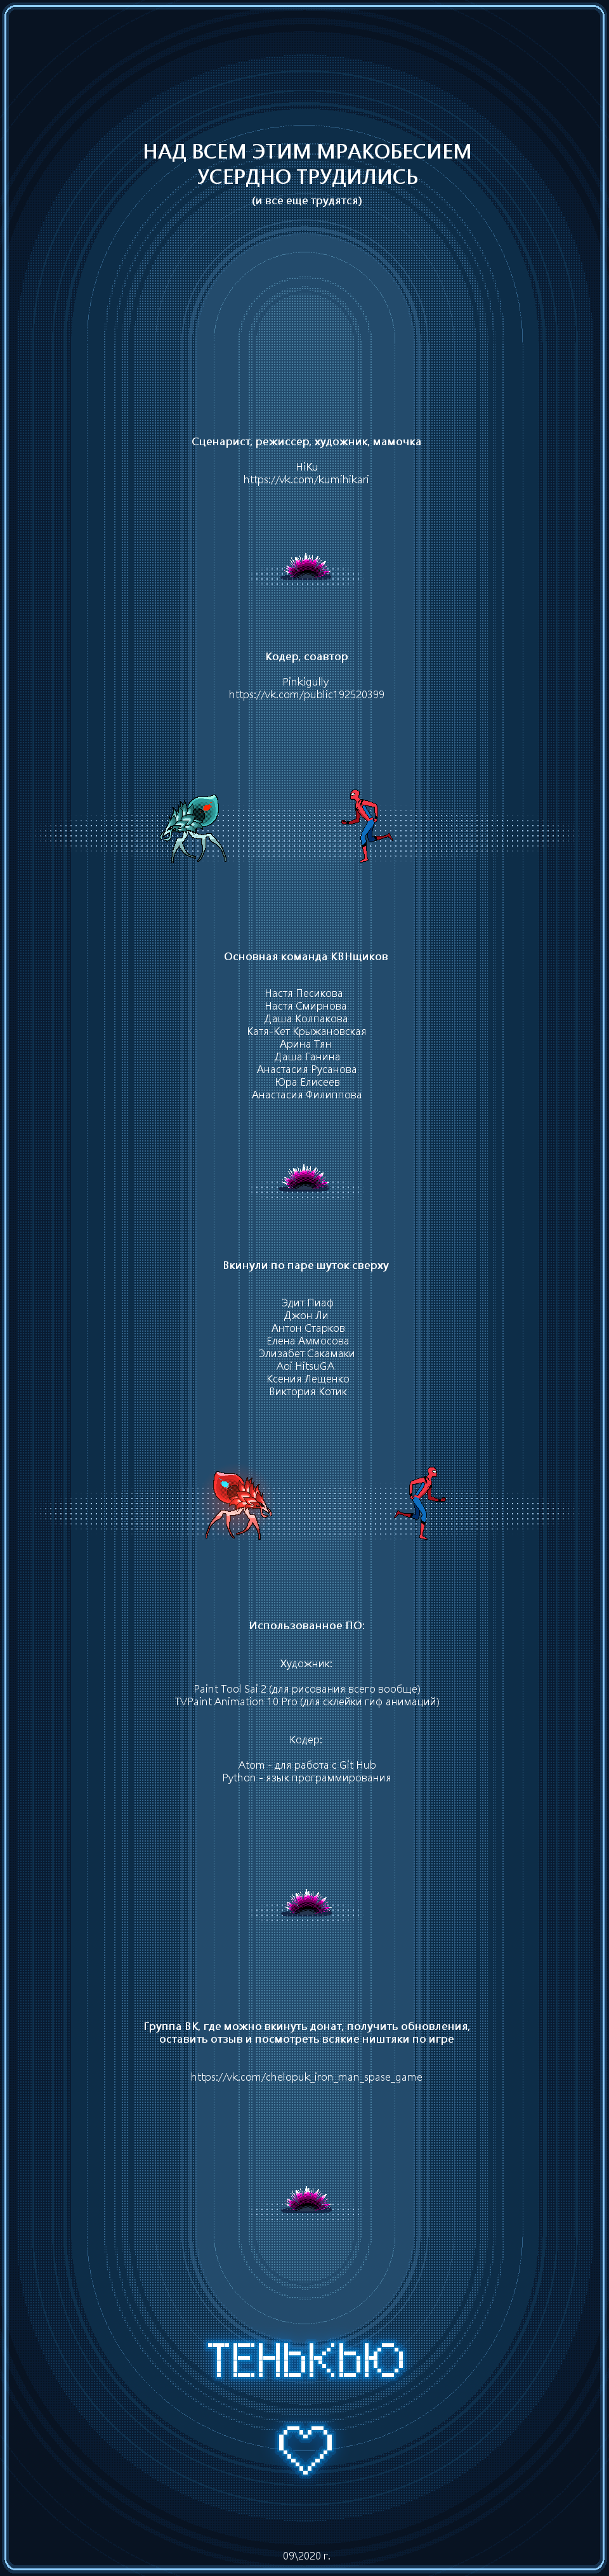 НАД ВСЕМ ЭТИМ МРАКОБЕСИЕМ
УСЕРДНО ТРУДИЛИСЬ
(и все еще трудятся)
Сценарист, режиссер, художник, мамочка
HiKu
https://vk.com/kumihikari
Кодер, соавтор
Pinkigully
https://vk.com/public192520399
Основная команда КВНщиков
Настя Песикова
Настя Смирнова
Даша Колпакова
Катя-Кет Крыжановская
Арина Тян
Даша Ганина
Анастасия Русанова
Юра Елисеев
Анастасия Филиппова
Вкинули по паре шуток сверху
Эдит Пиаф
Джон Ли
Антон Старков
Елена Аммосова
Элизабет Сакамаки
Aoi HitsuGA
Ксения Лещенко
Виктория Котик
Использованное ПО:
Художник:
Paint Tool Sai 2 (для рисования всего вообще)
TVPaint Animation 10 Pro (для склейки гиф анимаций)
Кодер:
Atom - для работа с Git Hub
Python - язык программирования
Группа ВК, где можно вкинуть донат, получить обновления,
оставить отзыв и посмотреть всякие ништяки по игре
https://vk.com/chelopuk_iron_man_spase_game
ТЕНЬКЬЮ
09\2020 г.